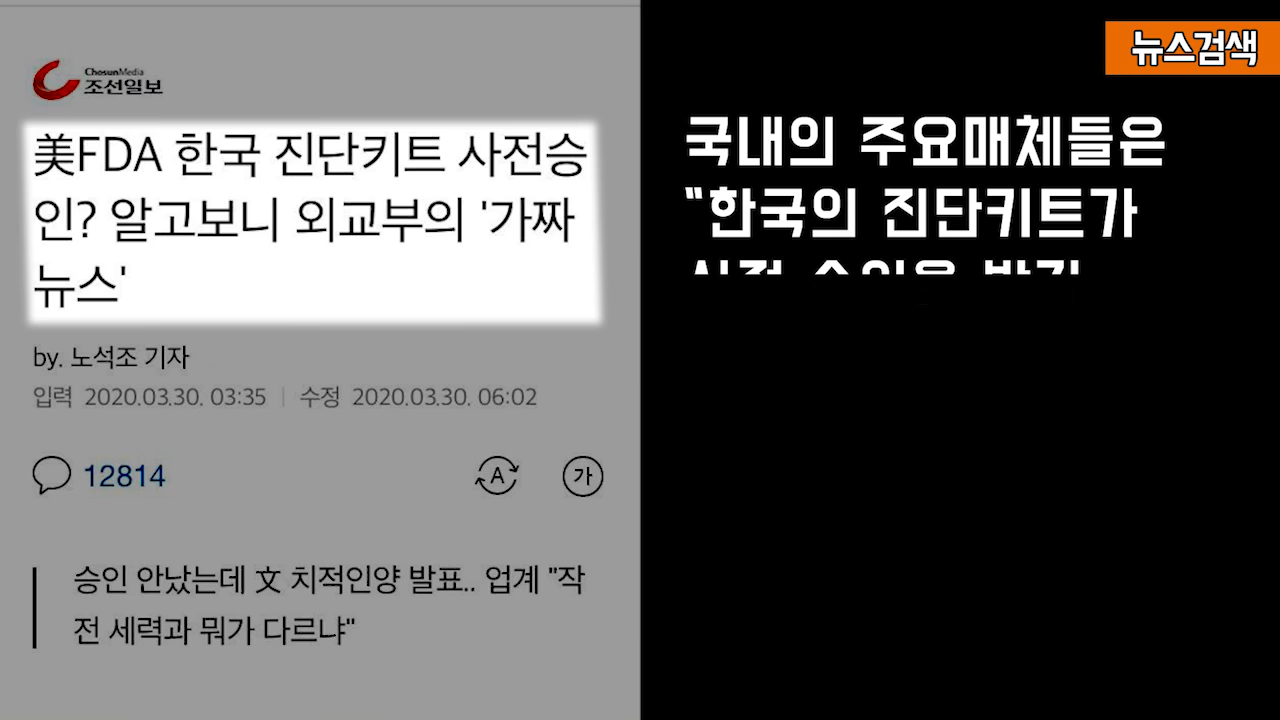 ChosunMedia
조선일보
美FDA 한국 진단키트 사전승
인? 알고보니 외교부의 '가짜
뉴스'
by. 노석조 기자
입력 2020.03.30. 03:35 | 수정 2020.03.30. 06:02
12814
A
가
승인 안났는데 文 치적인양 발표.. 업계 "작
전 세력과 뭐가 다르냐"
뉴스검색
국내의 주요매체들은
"한국의 진단키트가